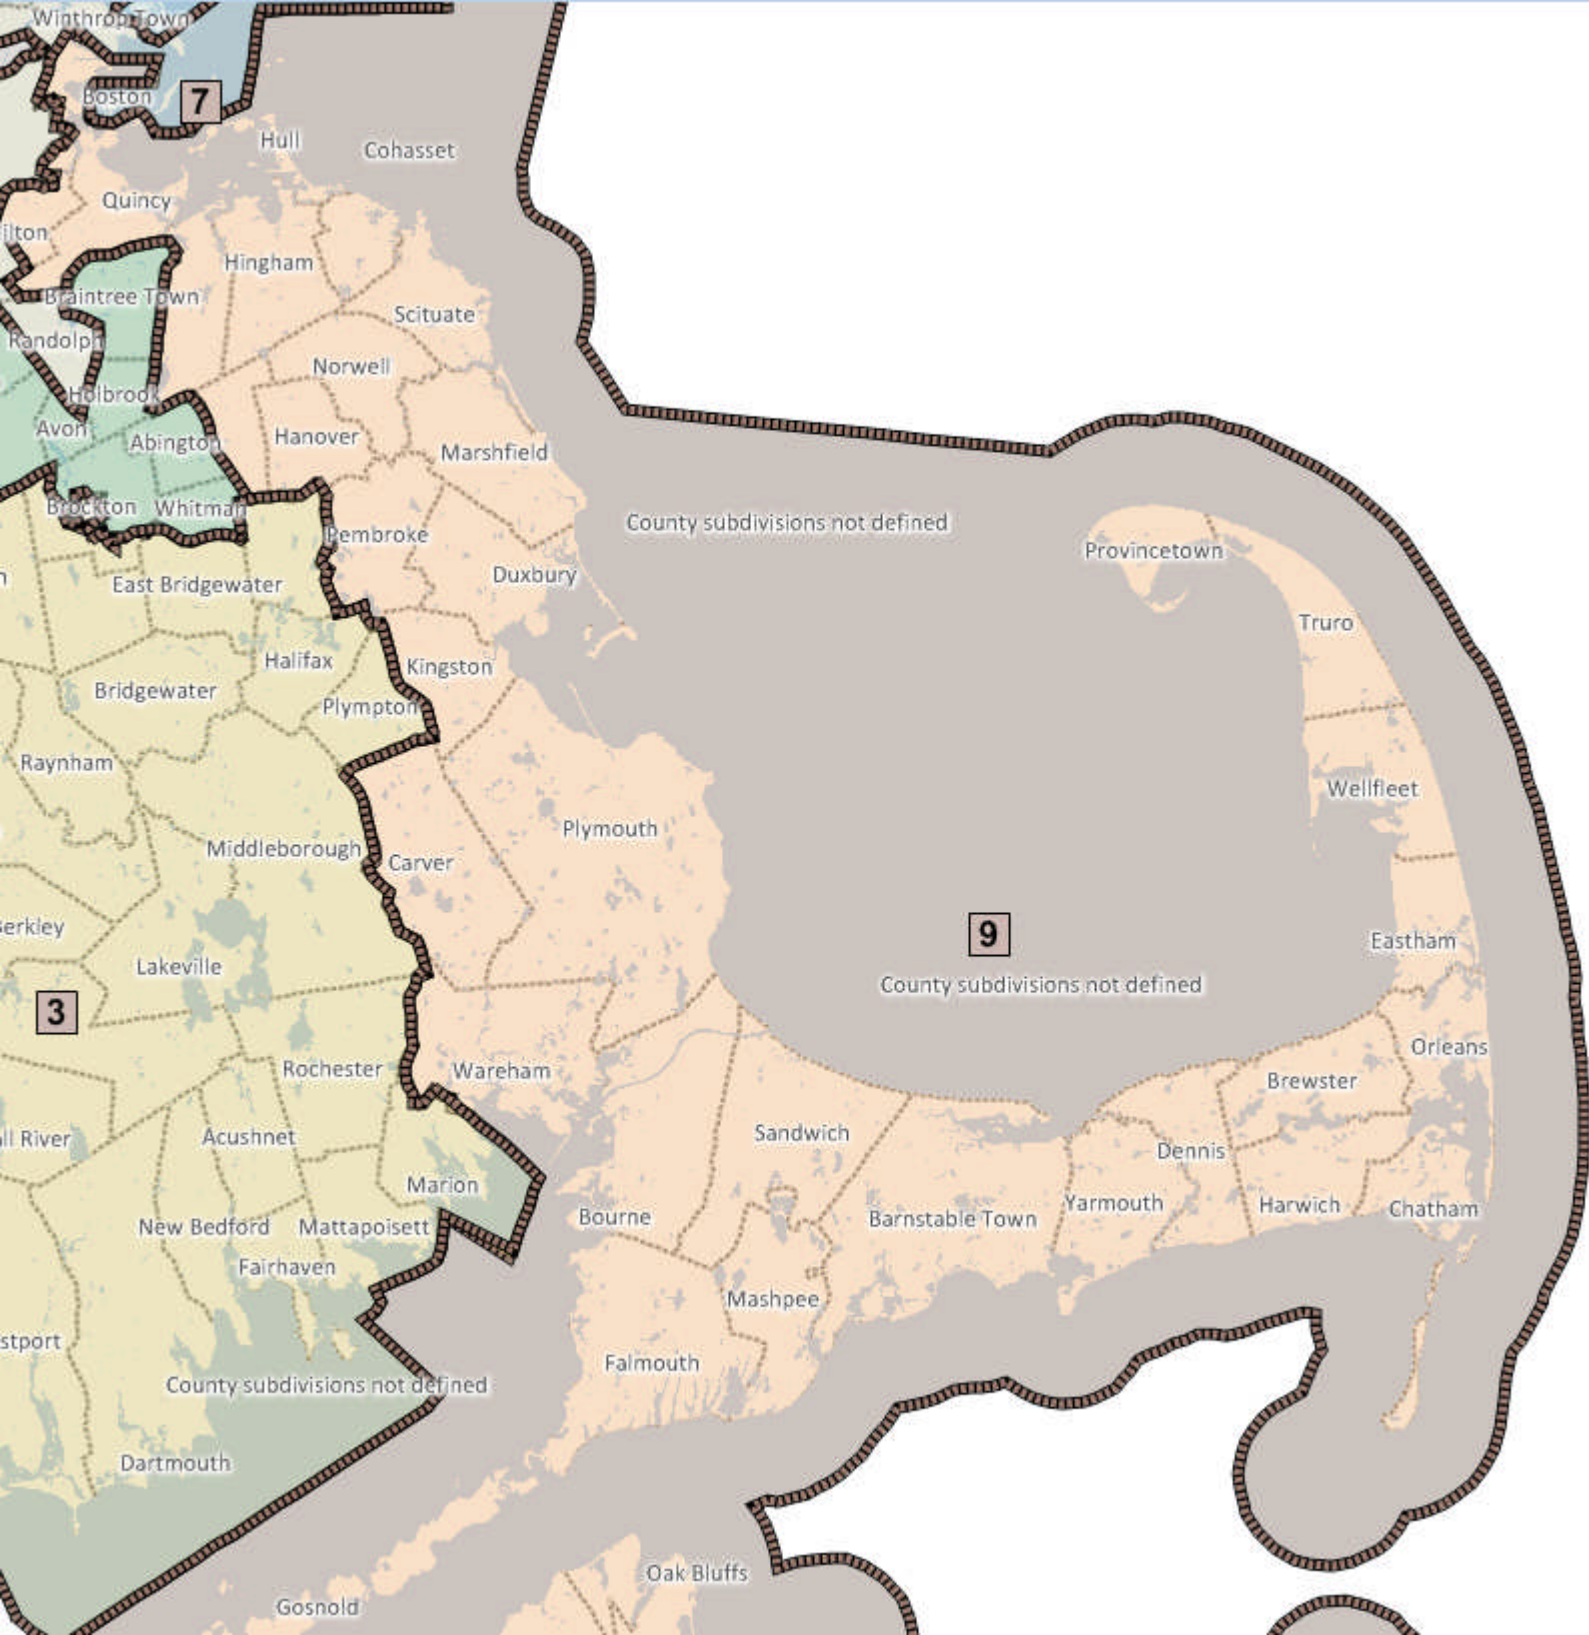 Winthrop Town
Boston
7
Hull
Cohasset
Quincy
ilton
Hingham
Braintree Town
Scituate
Randolph
Norwell
Holbrook
Avon
Abington
Hanover
Marshfield
Brockton
Whitman
County subdivisions not defined
Pembroke
Provincetown
Duxbury
East Bridgewater
n
Truro
Halifax
Kingston
Bridgewater
Plympton
Raynham
Wellfleet
Plymouth
Middleborough
Carver
Berkley
9
Eastham
Lakeville
County subdivisions not defined
3
Orleans
Rochester
Wareham
Brewster
ll River
Acushnet
Sandwich
Dennis
Marion
Yarmouth
Harwich
Chatham
New Bedford
Mattapoisett
Bourne
Barnstable Town
Fairhaven
Mashpee
stport
Falmouth
County subdivisions not defined
Dartmouth
Oak Bluffs
Gosnold